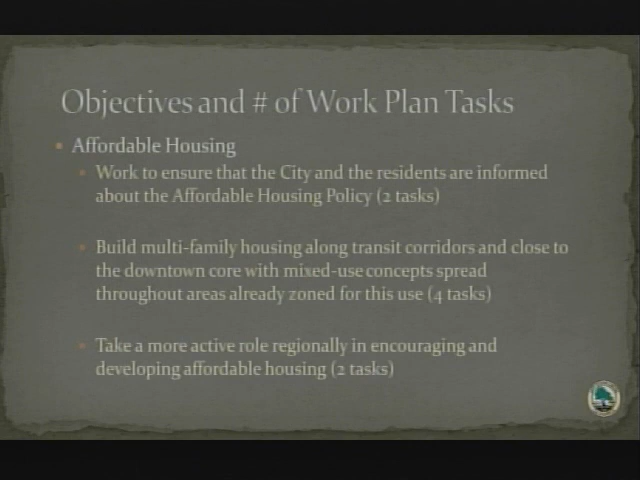 Objectives and # of Work Plan Tasks
Affordable Housing
Work to ensure that the City and the residents are informed
about the Affordable Housing Policy (2 tasks)
Build multi-family housing along transit corridors and close to
the downtown core with mixed-use concepts spread
throughout areas already zoned for this use (4 tasks)
Take a more active role regionally in encouraging and
developing affordable housing (2 tasks)